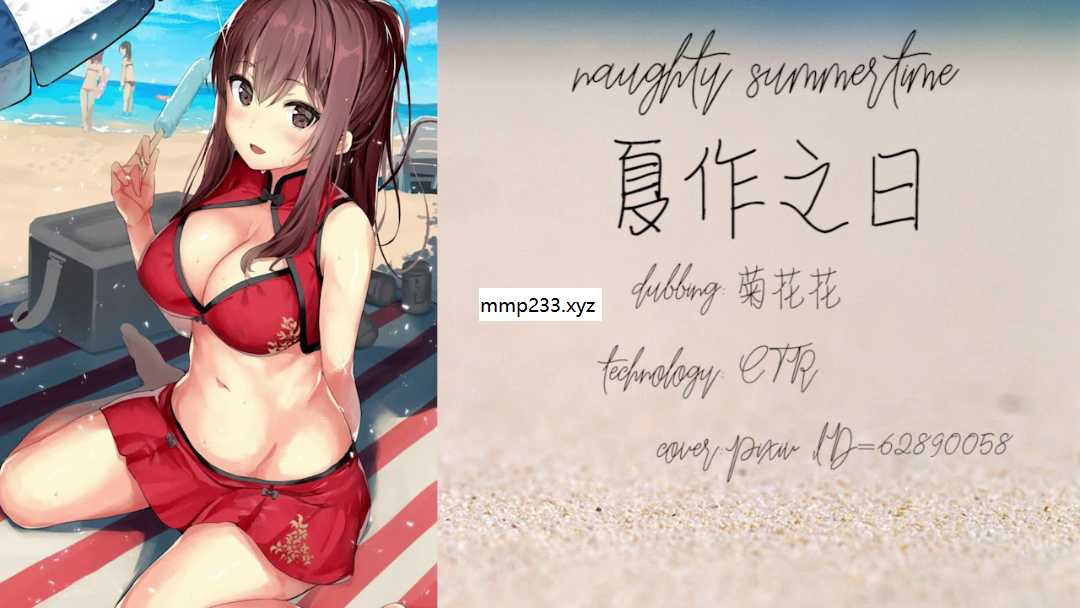 naughty summertime
夏作之日
dubbing: 菊花花
mmp233.xyz
technology: CTR
cover: pixiv ID=62890058